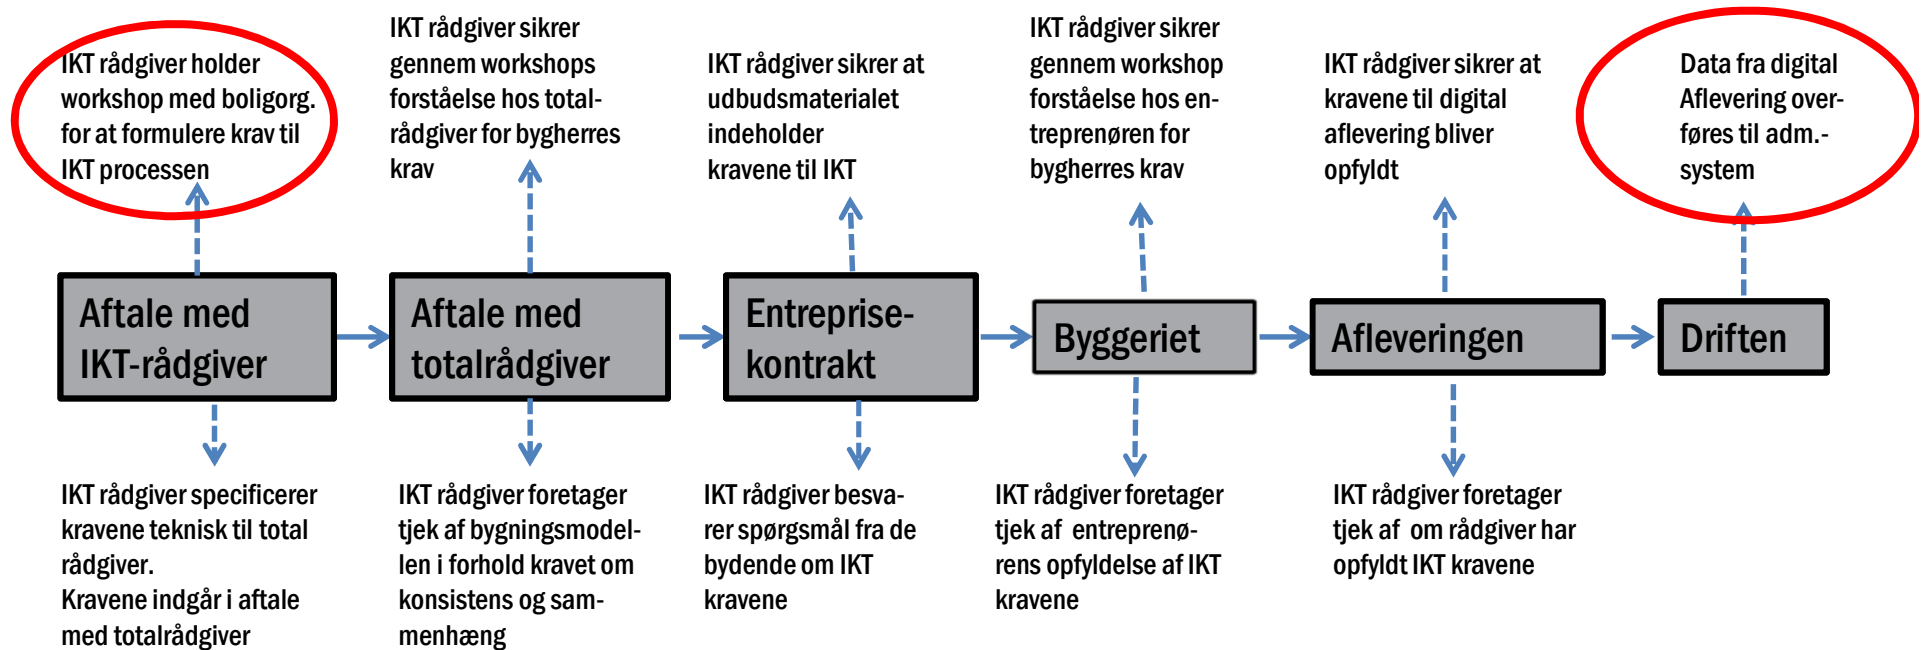 IKT rådgiver holder
workshop med boligorg.
for at formulere krav til
IKT processen
IKT rådgiver sikrer
gennem workshops
forståelse hos total-
rådgiver for bygherres
krav
IKT rådgiver sikrer at
udbudsmaterialet
indeholder
kravene til IKT
IKT rådgiver sikrer
gennem workshop
forståelse hos en-
treprenøren for
bygherres krav
IKT rådgiver sikrer at
kravene til digital
aflevering bliver
opfyldt
Data fra digital
Aflevering over-
føres til adm.-
system
Aftale med
IKT-rådgiver
Aftale med
totalrådgiver
Entreprise-
kontrakt
Byggeriet
Afleveringen
Driften
IKT rådgiver specificerer
kravene teknisk til total
rådgiver.
Kravene indgår i aftale
med totalrådgiver
IKT rådgiver foretager
tjek af bygningsmodel-
len i forhold kravet om
konsistens og sam-
menhæng
IKT rådgiver besva-
rer spørgsmål fra de
bydende om IKT
kravene
IKT rådgiver foretager
tjek af entreprenø-
rens opfyldelse af IKT
kravene
IKT rådgiver foretager
tjek af om rådgiver har
opfyldt IKT kravene